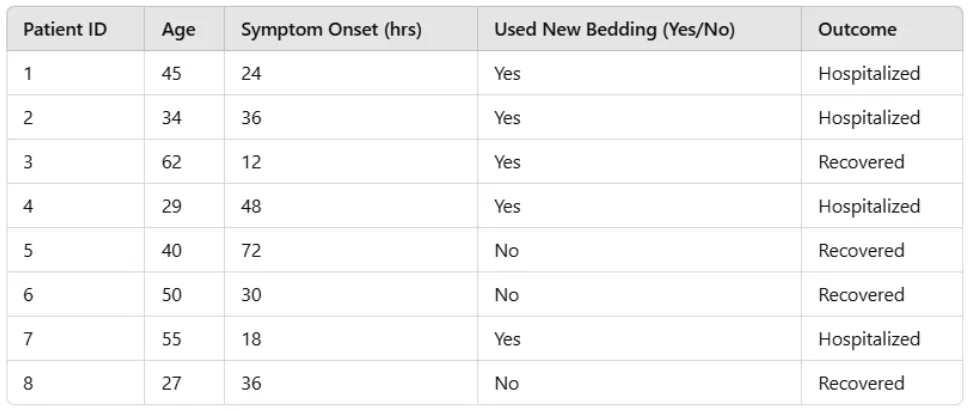 Patient ID Age Symptom Onset (hrs) Used New Bedding (Yes/No) Outcome
1 45 24 Yes Hospitalized
2 34 36 Yes Hospitalized
3 62 12 Yes Recovered
4 29 48 Yes Hospitalized
5 40 72 No Recovered
6 50 30 No Recovered
7 55 18 Yes Hospitalized
8 27 36 No Recovered